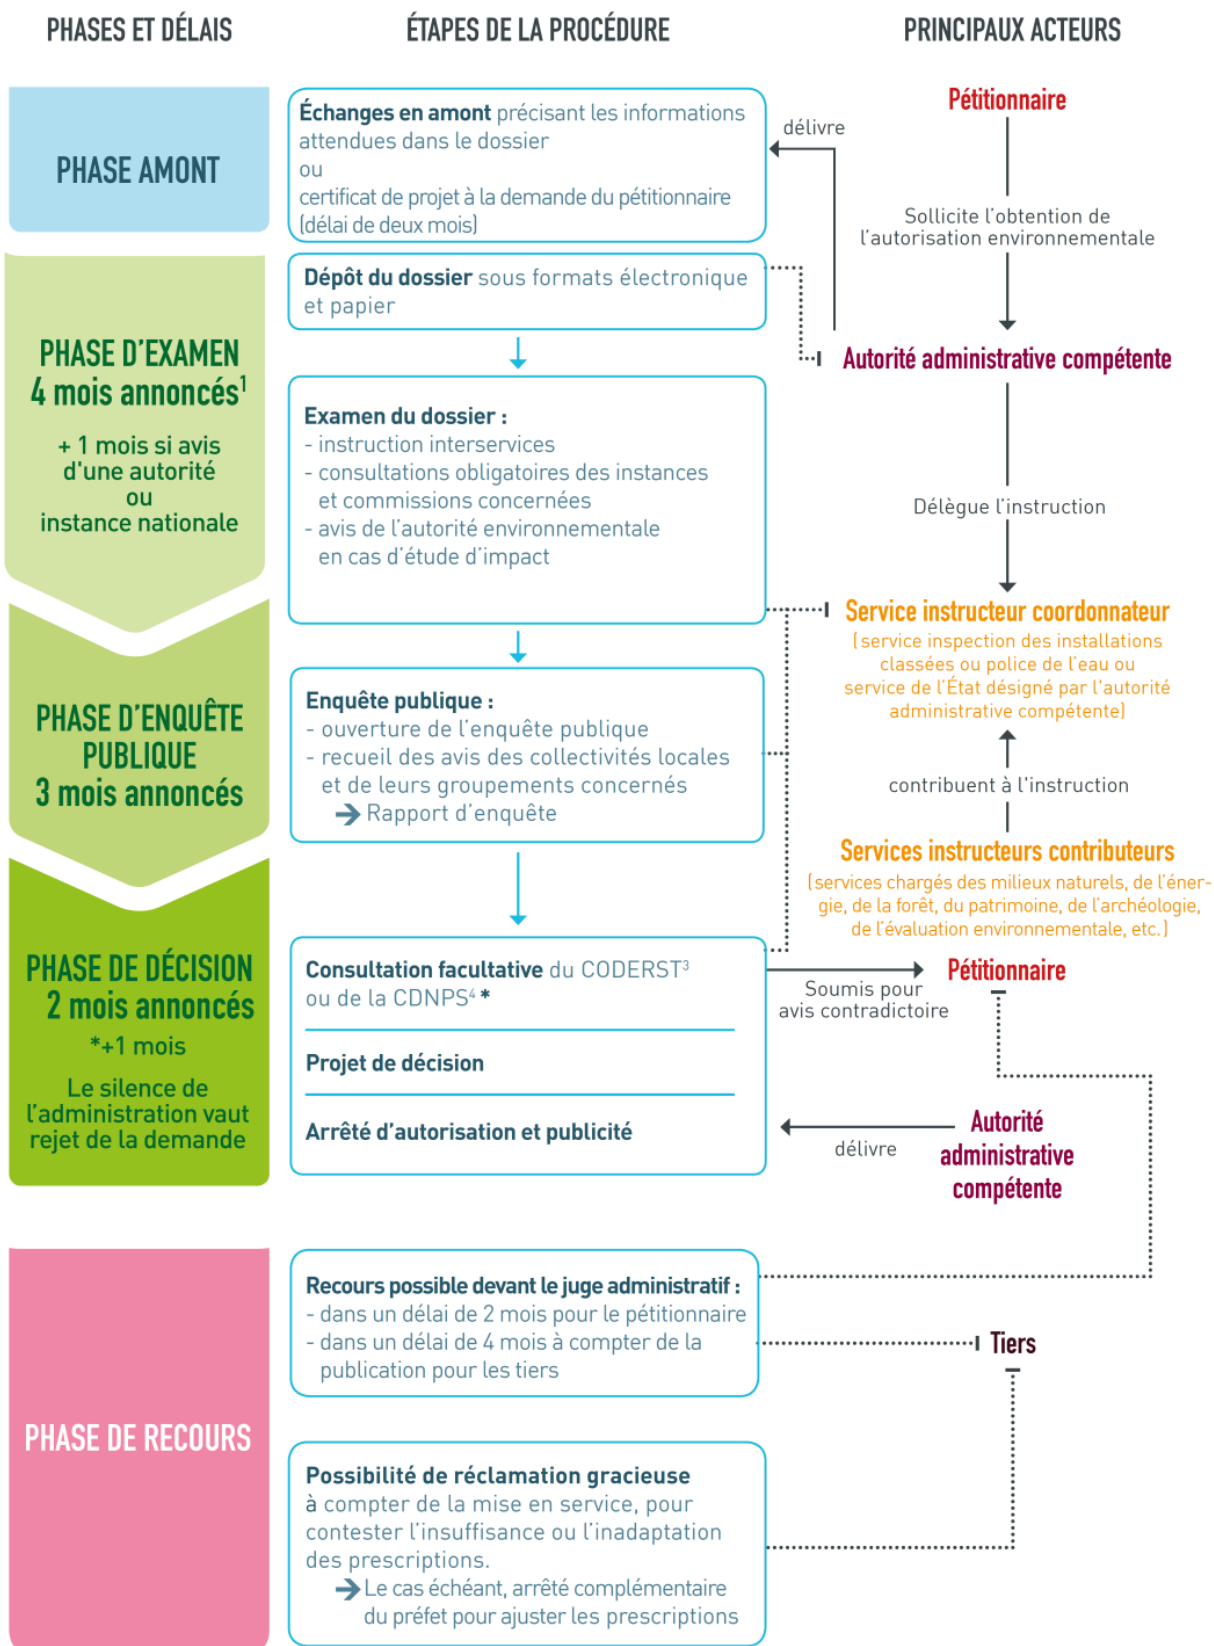 PHASES ET DÉLAIS
ÉTAPES DE LA PROCÉDURE
PRINCIPAUX ACTEURS
PHASE AMONT
Échanges en amont précisant les informations
attendues dans le dossier
ou
certificat de projet à la demande du pétitionnaire
(délai de deux mois)
délivre
Pétitionnaire
Sollicite l'obtention de
l'autorisation environnementale
PHASE D'EXAMEN
4 mois annoncés¹
+ 1 mois si avis
d'une autorité
ou
instance nationale
Dépôt du dossier sous formats électronique
et papier
Autorité administrative compétente
Examen du dossier :
- instruction interservices
- consultations obligatoires des instances
et commissions concernées
- avis de l'autorité environnementale
en cas d'étude d'impact
Délègue l'instruction
Service instructeur coordonnateur
(service inspection des installations
classées ou police de l'eau ou
service de l'État désigné par l'autorité
administrative compétente)
PHASE D'ENQUÊTE
PUBLIQUE
3 mois annoncés
Enquête publique :
- ouverture de l'enquête publique
- recueil des avis des collectivités locales
et de leurs groupements concernés
➔ Rapport d'enquête
contribuent à l'instruction
Services instructeurs contributeurs
(services chargés des milieux naturels, de l'éner-
gie, de la forêt, du patrimoine, de l'archéologie,
de l'évaluation environnementale, etc.)
PHASE DE DÉCISION
2 mois annoncés
*+1 mois
Le silence de
l'administration vaut
rejet de la demande
Consultation facultative du CODERST³
ou de la CDNPS⁴ *
Projet de décision
Arrêté d'autorisation et publicité
Soumis pour
avis contradictoire
Pétitionnaire
délivre
Autorité
administrative
compétente
PHASE DE RECOURS
Recours possible devant le juge administratif :
- dans un délai de 2 mois pour le pétitionnaire
- dans un délai de 4 mois à compter de la
publication pour les tiers
Tiers
Possibilité de réclamation gracieuse
à compter de la mise en service, pour
contester l'insuffisance ou l'inadaptation
des prescriptions.
➔ Le cas échéant, arrêté complémentaire
du préfet pour ajuster les prescriptions